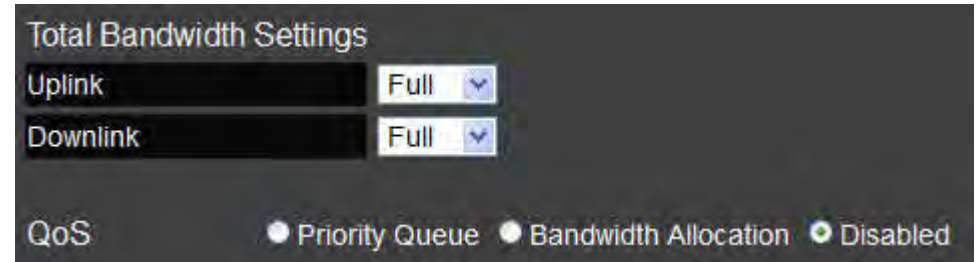 Total Bandwidth Settings
Uplink Full
Downlink Full
QoS Priority Queue Bandwidth Allocation Disabled